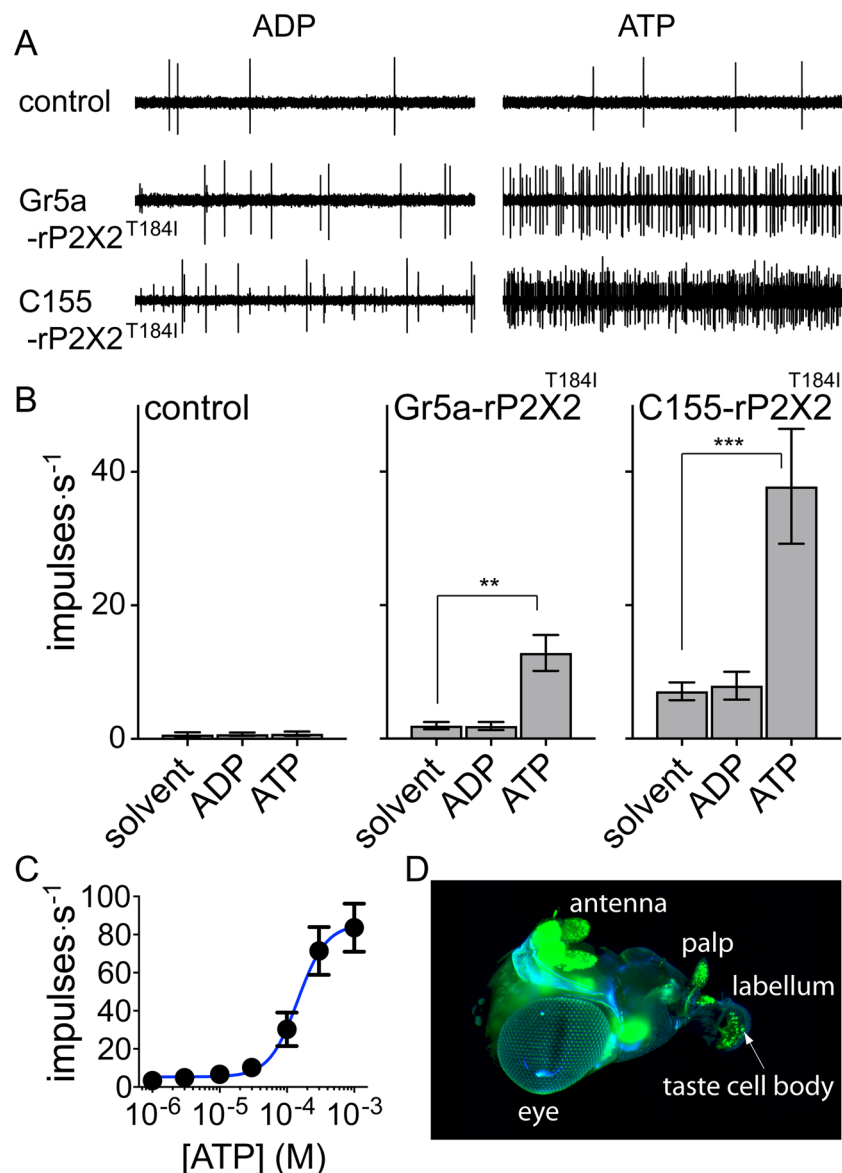 A
ADP
ATP
control
Gr5a
-rP2X2T184I
C155
-rP2X2T184I
B
control
Gr5a-rP2X2T184I
C155-rP2X2T184I
impulses·s-1
40
20
0
**
***
solvent
ADP
ATP
solvent
ADP
ATP
solvent
ADP
ATP
C
impulses·s-1
100
80
60
40
20
0
10-6
10-5
10-4
10-3
[ATP] (M)
D
antenna
palp
labellum
taste cell body
eye